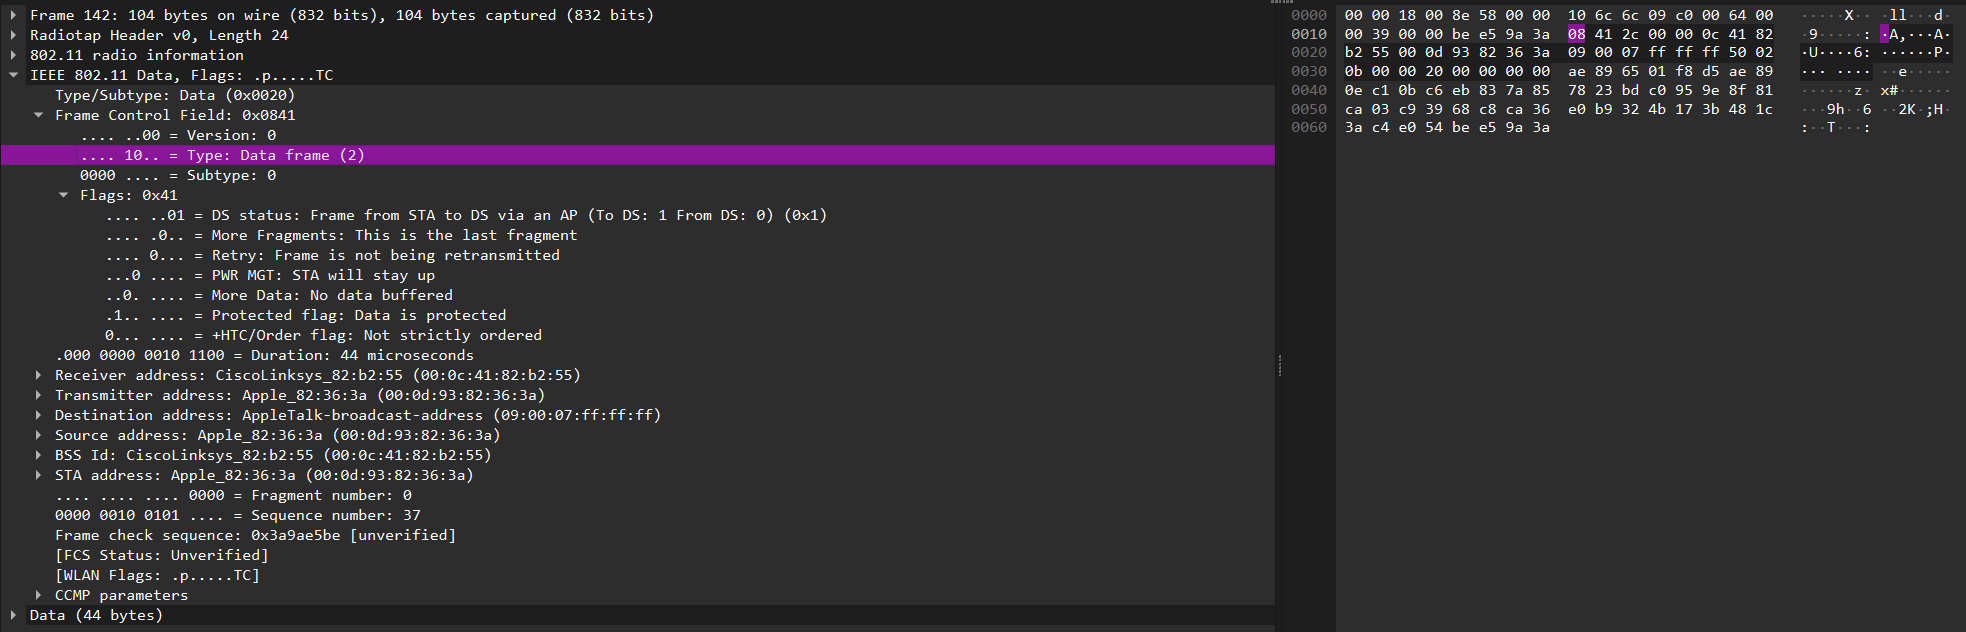 Frame 142: 104 bytes on wire (832 bits), 104 bytes captured (832 bits)
Radiotap Header v0, Length 24
802.11 radio information
IEEE 802.11 Data, Flags: .p.....TC
Type/Subtype: Data (0x0020)
Frame Control Field: 0x0841
.... ..00 = Version: 0
.... 10.. = Type: Data frame (2)
0000 .... = Subtype: 0
Flags: 0x41
.... ..01 = DS status: Frame from STA to DS via an AP (To DS: 1 From DS: 0) (0x1)
.... .0.. = More Fragments: This is the last fragment
.... 0... = Retry: Frame is not being retransmitted
...0 .... = PWR MGT: STA will stay up
..0. .... = More Data: No data buffered
.1.. .... = Protected flag: Data is protected
0... .... = +HTC/Order flag: Not strictly ordered
.000 0000 0010 1100 = Duration: 44 microseconds
Receiver address: CiscoLinksys_82:b2:55 (00:0c:41:82:b2:55)
Transmitter address: Apple_82:36:3a (00:0d:93:82:36:3a)
Destination address: AppleTalk-broadcast-address (09:00:07:ff:ff:ff)
Source address: Apple_82:36:3a (00:0d:93:82:36:3a)
BSS Id: CiscoLinksys_82:b2:55 (00:0c:41:82:b2:55)
STA address: Apple_82:36:3a (00:0d:93:82:36:3a)
.... .... .... 0000 = Fragment number: 0
0000 0010 0101 .... = Sequence number: 37
Frame check sequence: 0x3a9ae5be [unverified]
[FCS Status: Unverified]
[WLAN Flags: .p.....TC]
CCMP parameters
Data (44 bytes)
0000 00 00 18 00 8e 58 00 00 10 6c 6c 09 c0 00 64 00 ·····X·· ·ll···d·
0010 00 39 00 00 be e5 9a 3a 08 41 2c 00 00 0c 41 82 ·9·····: ·A,···A·
0020 b2 55 00 0d 93 82 36 3a 09 00 07 ff ff ff 50 02 ·U····6: ······P·
0030 0b 00 00 20 00 00 00 00 ae 89 65 01 f8 d5 ae 89 ··· ···· ··e·····
0040 0e c1 0b c6 eb 83 7a 85 78 23 bd c0 95 9e 8f 81 ······z· x#······
0050 ca 03 c9 39 68 c8 ca 36 e0 b9 32 4b 17 3b 48 1c ···9h··6 ··2K·;H·
0060 3a c4 e0 54 be e5 9a 3a :··T···: